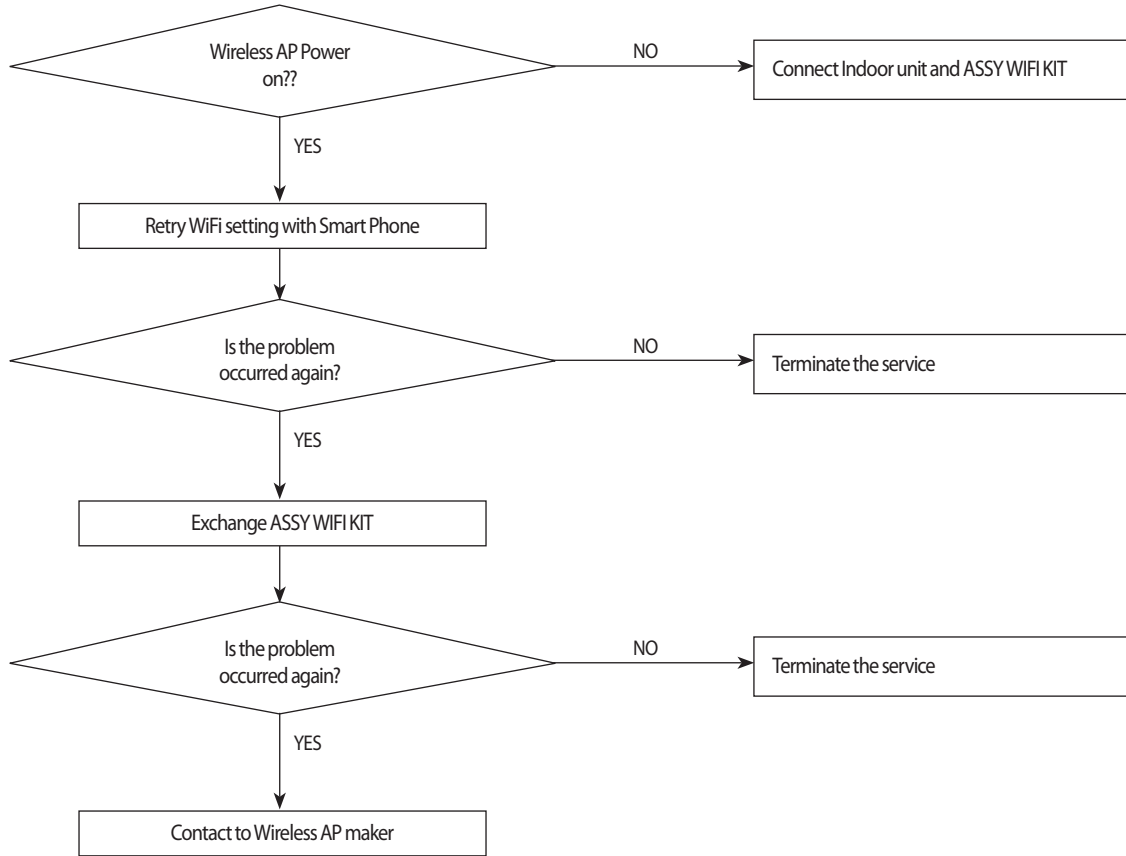 Wireless AP Power
on??
NO
Connect Indoor unit and ASSY WIFI KIT
YES
Retry WiFi setting with Smart Phone
Is the problem
occurred again?
NO
Terminate the service
YES
Exchange ASSY WIFI KIT
Is the problem
occurred again?
NO
Terminate the service
YES
Contact to Wireless AP maker